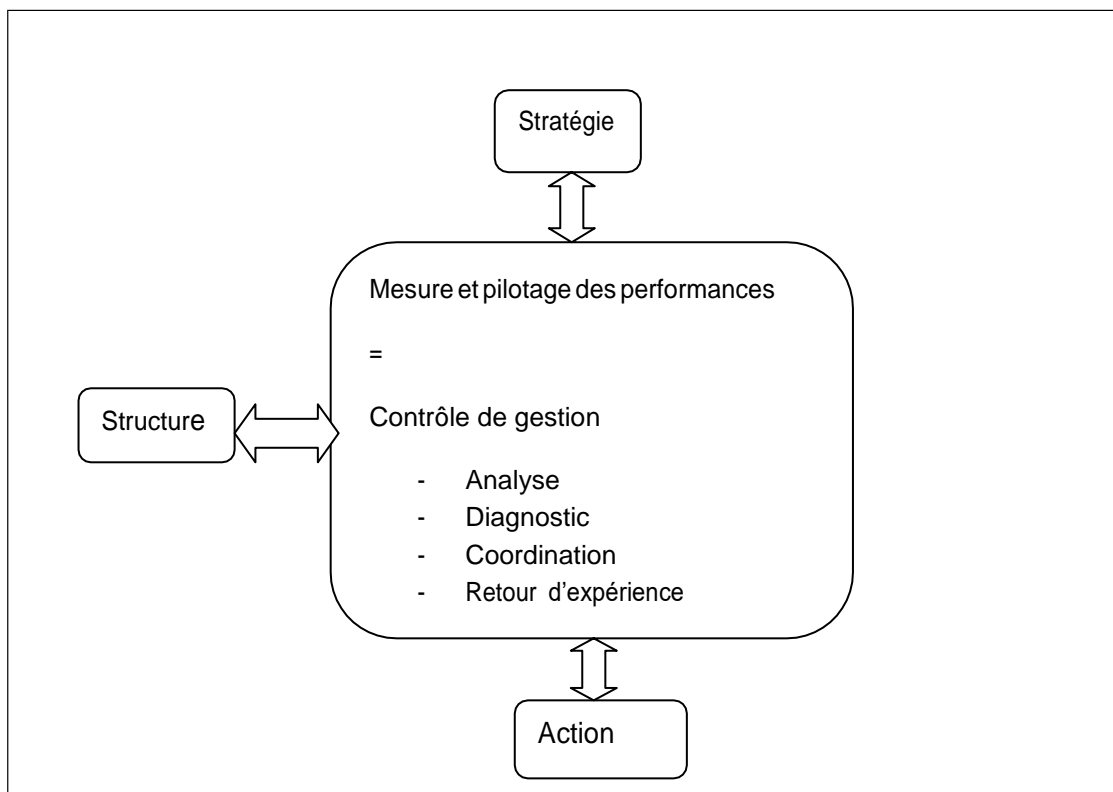 Stratégie
Mesure et pilotage des performances
=
Structure
Contrôle de gestion
- Analyse
- Diagnostic
- Coordination
- Retour d’expérience
Action